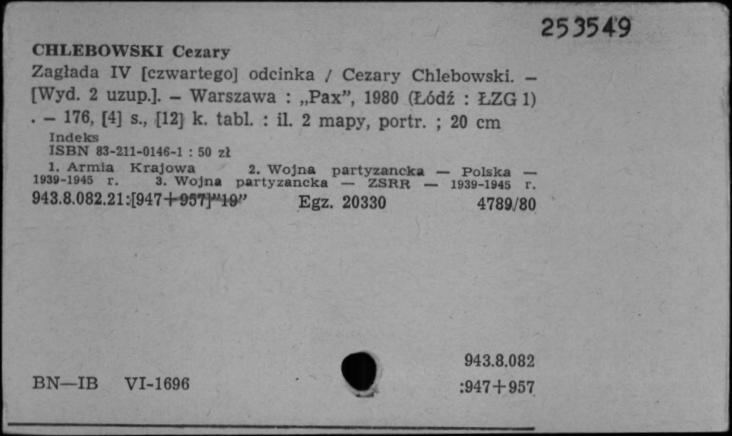 253549
CHLEBOWSKI Cezary
Zagłada IV [czwartego] odcinka / Cezary Chlebowski. —
[Wyd. 2 uzup.]. — Warszawa : „Pax”, 1980 (Łódź : ŁZG 1)
. — 176, [4] s., [12] k. tabl. : il. 2 mapy, portr. ; 20 cm
Indeks
ISBN 83-211-0146-1 : 50 zł
1. Armia Krajowa 2. Wojna partyzancka — Polska —
1939-1945 r. 3. Wojna partyzancka — ZSRR — 1939-1945 r.
943.8.082.21:[947+957]"19" Egz. 20330 4789/80
943.8.082
BN—IB VI-1696 :947+957